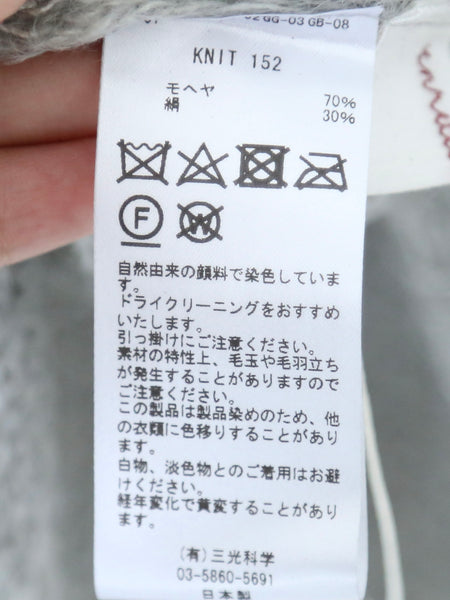 GG-03 GB-08
KNIT 152
モヘヤ 70%
絹 30%
F
W
自然由来の顔料で染色していま
す。
ドライクリーニングをおすすめ
いたします。
引っ掛けにご注意ください。
素材の特性上、毛玉や毛羽立ち
が発生することがありますので
ご注意ください。
この製品は製品染めのため、他
の衣類に色移りすることがあり
ます。
白物、淡色物とのご着用はお避
けください。
経年変化で黄変することがあり
ます。
(有)三光科学
03-5860-5691
日本製